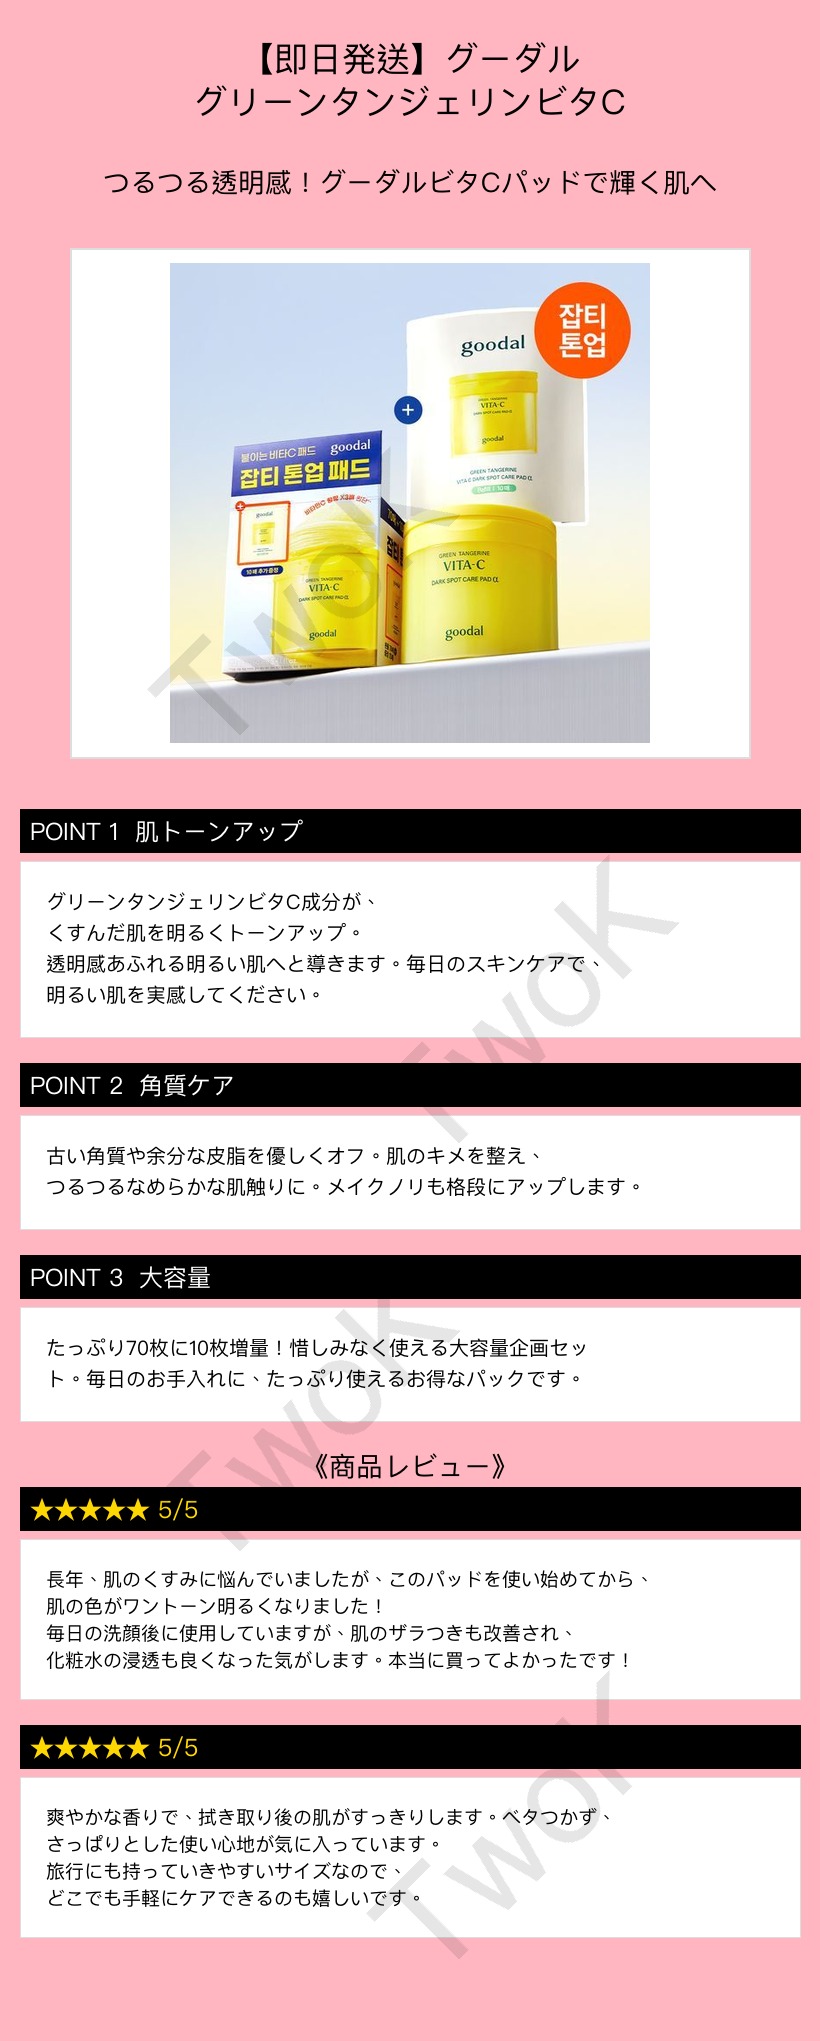 【即日発送】グーダル
グリーンタンジェリンビタC
つるつる透明感！グーダルビタCパッドで輝く肌へ
잡티
톤업
goodal
GREEN TANGERINE
VITA-C
DARK SPOT CARE PAD α
goodal
GREEN TANGERINE
VITA C DARK SPOT CARE PAD α
붙이는 비타C 패드 goodal
잡티 톤업 패드
goodal
10매 추가증정
GREEN TANGERINE
VITA-C
DARK SPOT CARE PAD α
goodal
GREEN TANGERINE
VITA-C
DARK SPOT CARE PAD α
goodal
TwoK
POINT 1 肌トーンアップ
グリーンタンジェリンビタC成分が、
くすんだ肌を明るくトーンアップ。
透明感あふれる明るい肌へと導きます。毎日のスキンケアで、
明るい肌を実感してください。
TwoK
POINT 2 角質ケア
古い角質や余分な皮脂を優しくオフ。肌のキメを整え、
つるつるなめらかな肌触りに。メイクノリも格段にアップします。
POINT 3 大容量
たっぷり70枚に10枚増量！惜しみなく使える大容量企画セッ
ト。毎日のお手入れに、たっぷり使えるお得なパックです。
TwoK
《商品レビュー》
★★★★★ 5/5
長年、肌のくすみに悩んでいましたが、このパッドを使い始めてから、
肌の色がワントーン明るくなりました！
毎日の洗顔後に使用していますが、肌のザラつきも改善され、
化粧水の浸透も良くなった気がします。本当に買ってよかったです！
★★★★★ 5/5
爽やかな香りで、拭き取り後の肌がすっきりします。ベタつかず、
さっぱりとした使い心地が気に入っています。
旅行にも持っていきやすいサイズなので、
どこでも手軽にケアできるのも嬉しいです。
TwoK